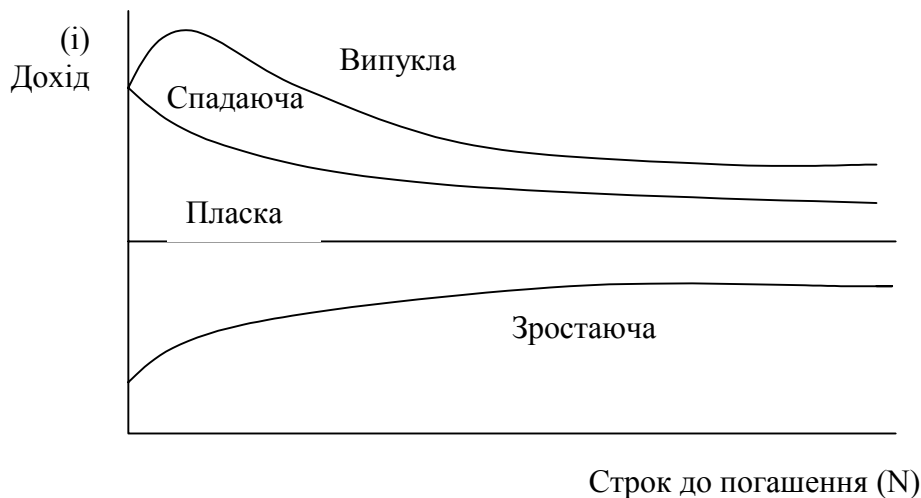 (i)
Дохід
Випукла
Спадаюча
Пласка
Зростаюча
Строк до погашення (N)